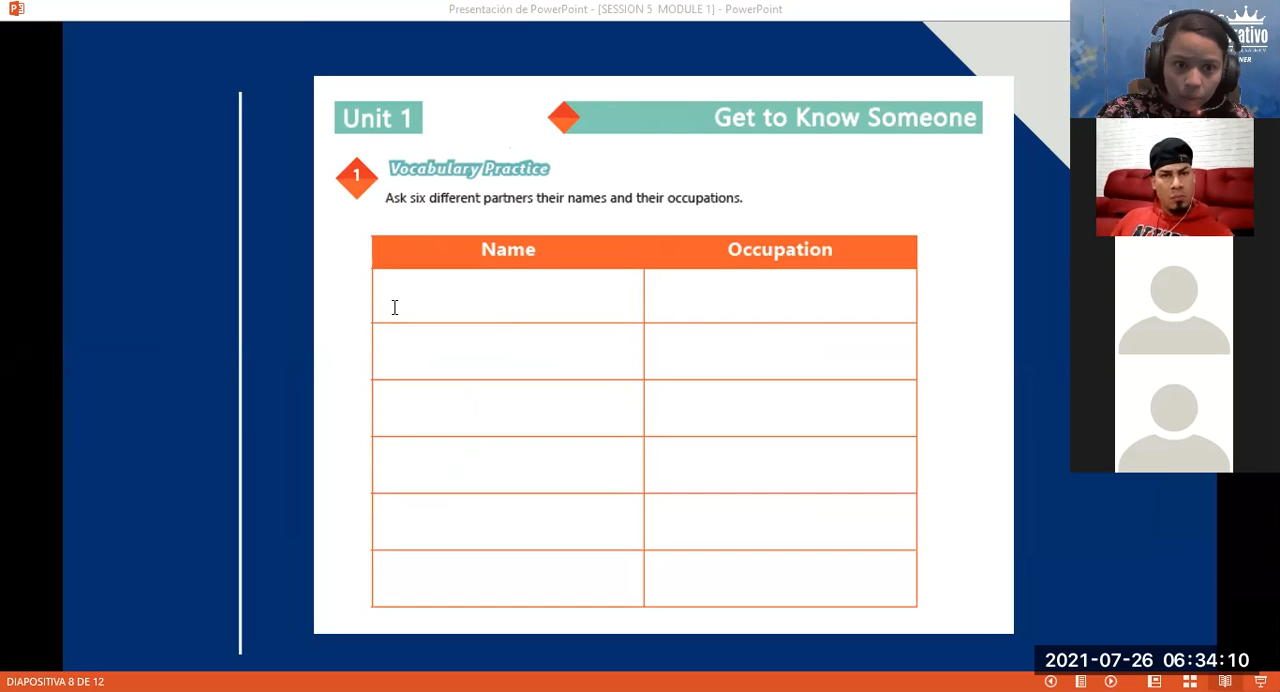 Presentación de PowerPoint - [SESSION 5 MODULE 1] - PowerPoint
Unit 1
Get to Know Someone
1
Vocabulary Practice
Ask six different partners their names and their occupations.
Name
Occupation
2021-07-26 06:34:10
DIAPOSITIVA 8 DE 12